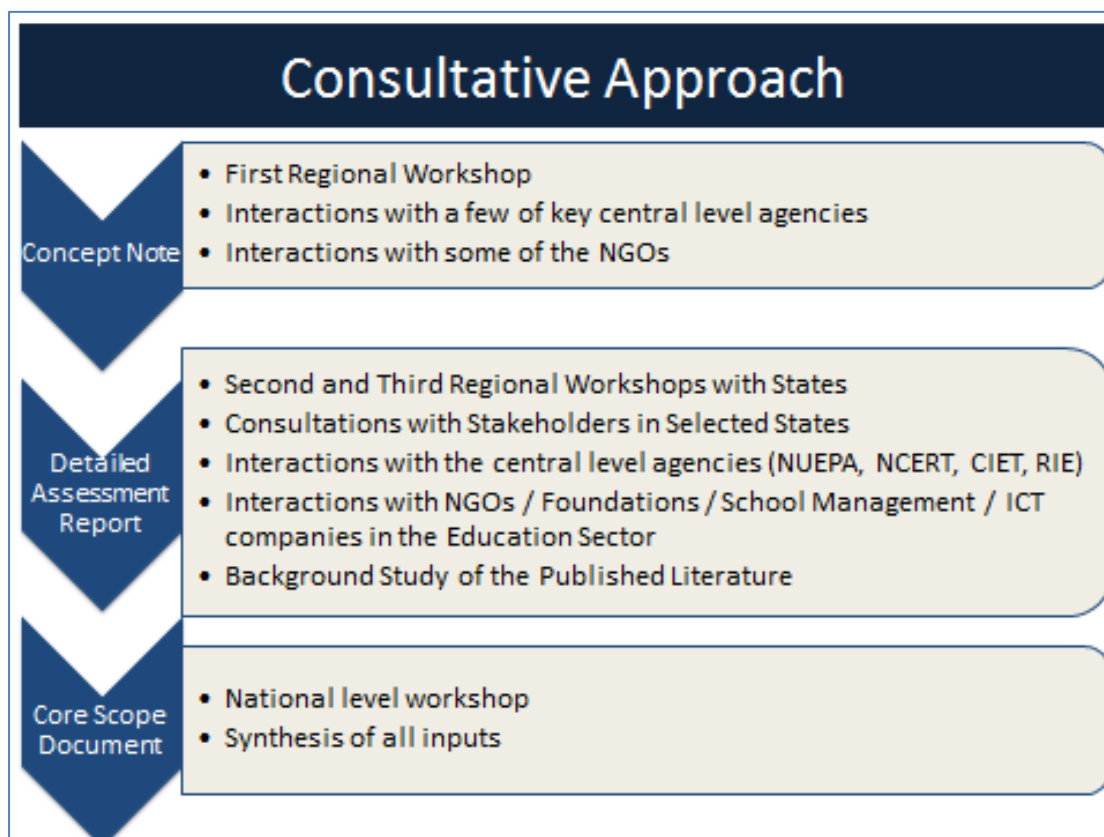 Consultative Approach
Concept Note
• First Regional Workshop
• Interactions with a few of key central level agencies
• Interactions with some of the NGOs
Detailed
Assessment
Report
• Second and Third Regional Workshops with States
• Consultations with Stakeholders in Selected States
• Interactions with the central level agencies (NUEPA, NCERT, CIET, RIE)
• Interactions with NGOs / Foundations / School Management / ICT
companies in the Education Sector
• Background Study of the Published Literature
Core Scope
Document
• National level workshop
• Synthesis of all inputs